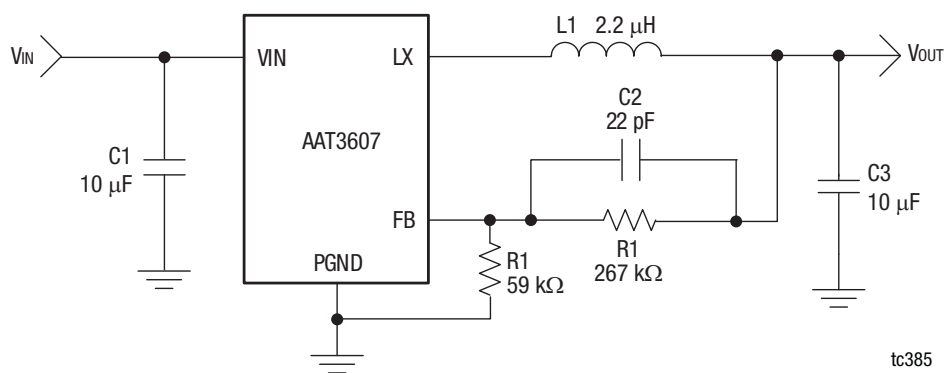 L1 2.2 μH
VIN
VIN
LX
VOUT
C2
22 pF
AAT3607
C1
10 μF
C3
10 μF
FB
R1
267 kΩ
R1
59 kΩ
PGND
tc385